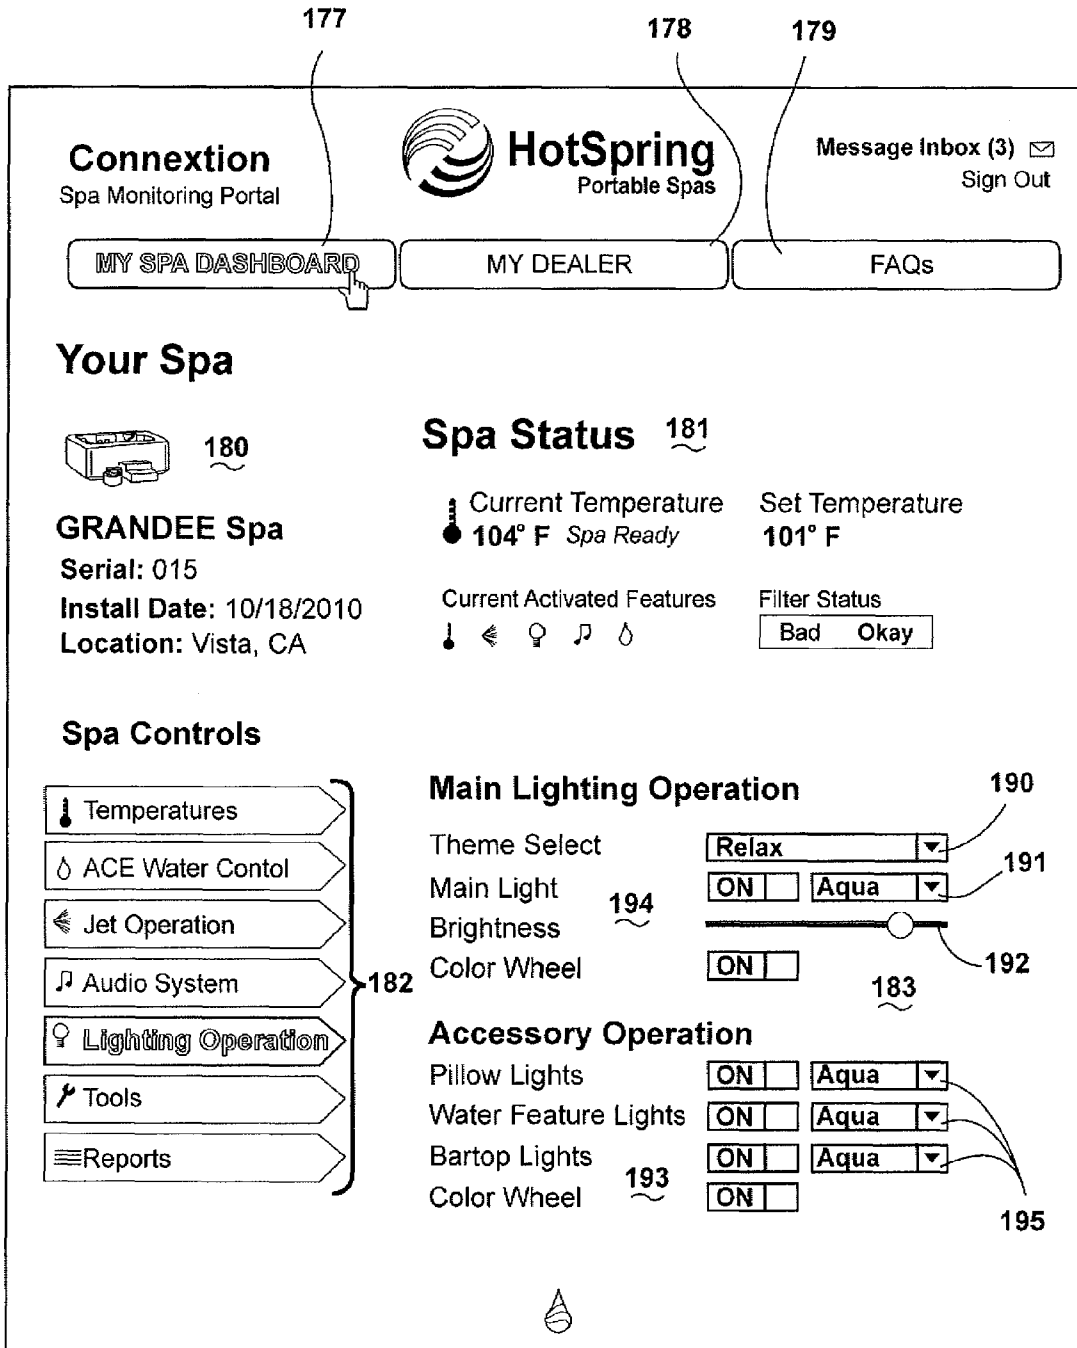 177
178
179
Connextion
Spa Monitoring Portal
HotSpring
Portable Spas
Message Inbox (3)
Sign Out
MY SPA DASHBOARD
MY DEALER
FAQs
Your Spa
180
GRANDEE Spa
Serial: 015
Install Date: 10/18/2010
Location: Vista, CA
Spa Status 181
Current Temperature
104° F Spa Ready
Set Temperature
101° F
Current Activated Features
Filter Status
Bad Okay
Spa Controls
Temperatures
ACE Water Contol
Jet Operation
Audio System
Lighting Operation
Tools
Reports
182
Main Lighting Operation
190
Theme Select Relax
Main Light ON Aqua
191
194
Brightness
192
Color Wheel ON
183
Accessory Operation
Pillow Lights ON Aqua
Water Feature Lights ON Aqua
Bartop Lights ON Aqua
193
Color Wheel ON
195